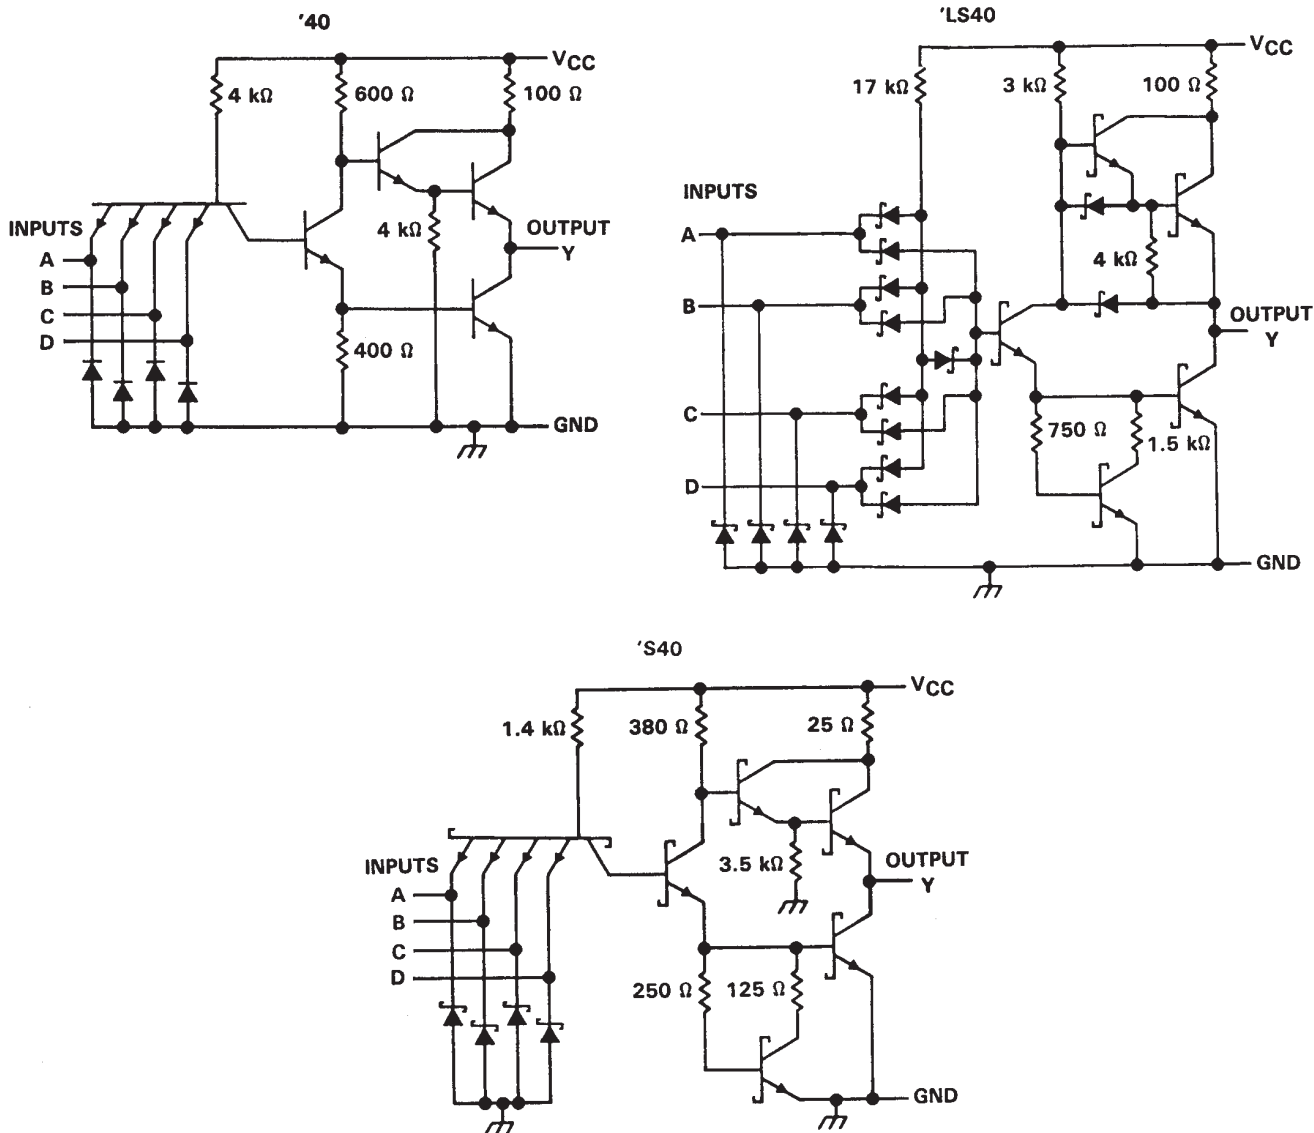 '40
VCC
4 kΩ
600 Ω
100 Ω
INPUTS
4 kΩ
OUTPUT
Y
A
B
C
D
400 Ω
GND
'LS40
VCC
17 kΩ
3 kΩ
100 Ω
INPUTS
A
4 kΩ
B
OUTPUT
Y
C
750 Ω
1.5 kΩ
D
GND
'S40
VCC
1.4 kΩ
380 Ω
25 Ω
INPUTS
3.5 kΩ
OUTPUT
Y
A
B
C
D
250 Ω
125 Ω
GND